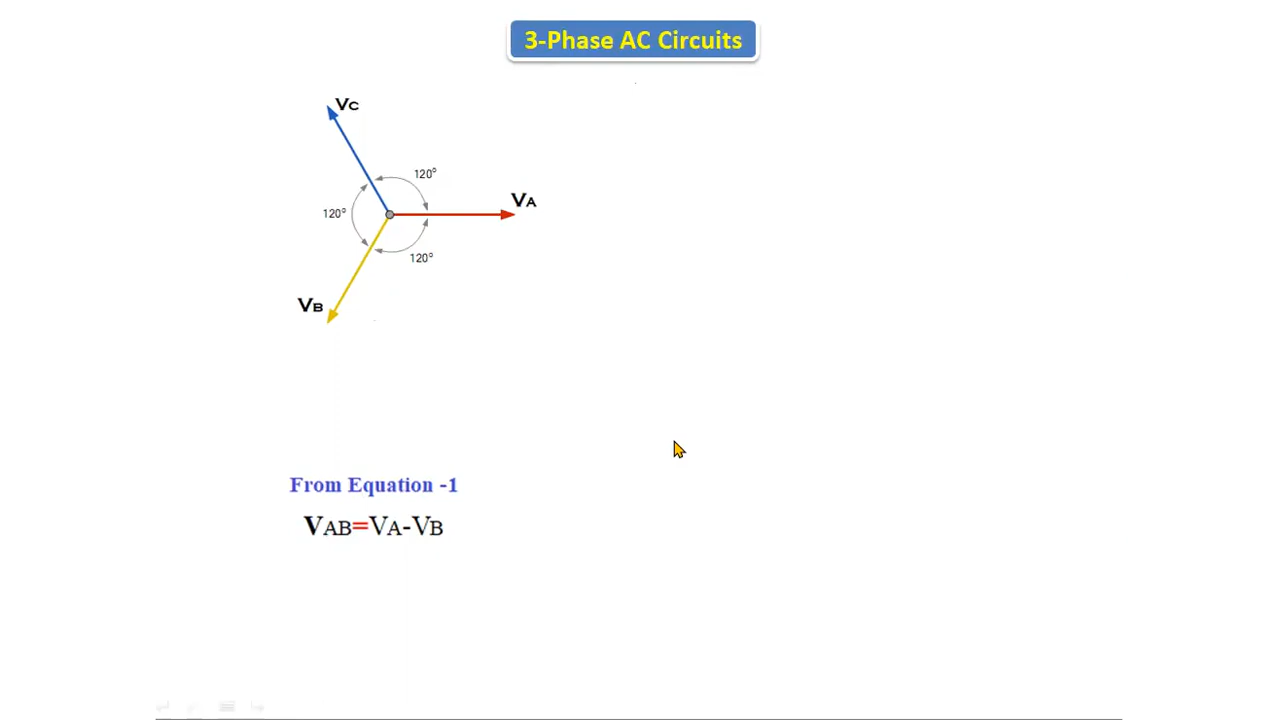 3-Phase AC Circuits
VC
120°
VA
120°
120°
VB
From Equation -1
VAB=VA-VB